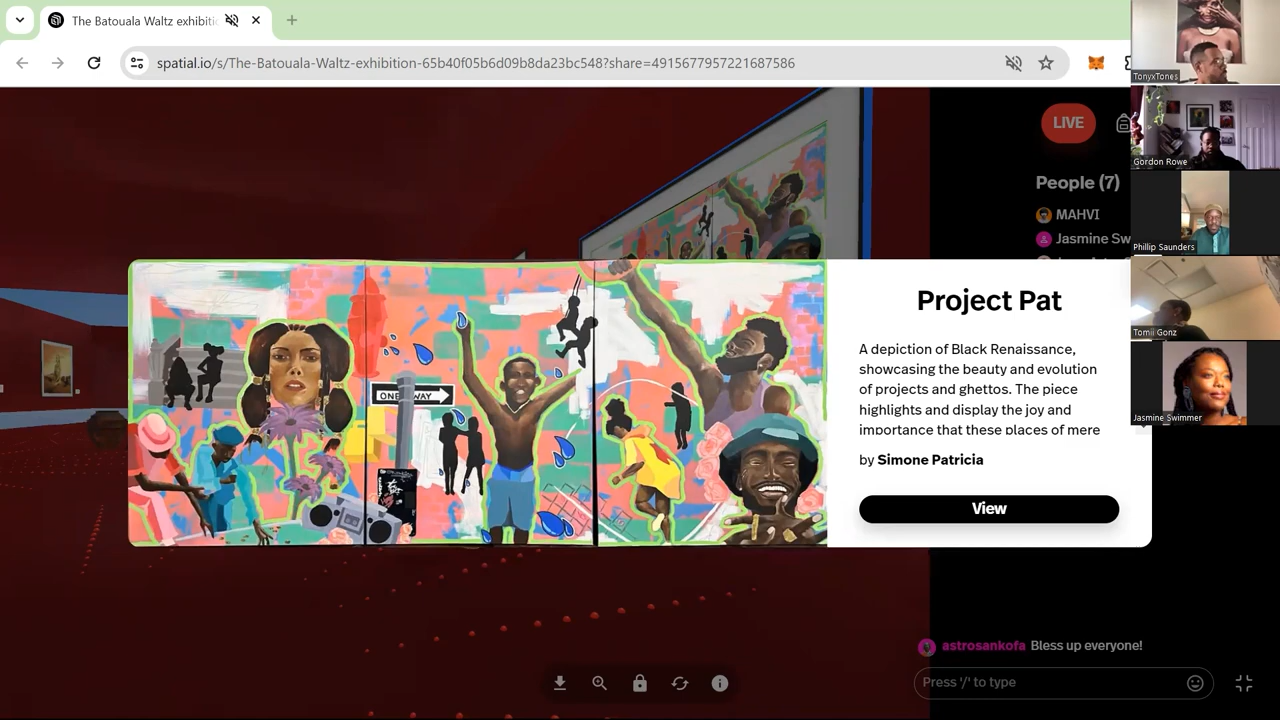 The Batouala Waltz exhibiti
spatial.io/s/The-Batouala-Waltz-exhibition-65b40f05b6d09b8da23bc548?share=4915677957221687586
TonyxTones
Gordon Rowe
Phillip Saunders
Tomii Gonz
Jasmine Swimmer
LIVE
People (7)
MAHVI
Jasmine Sw
ONE WAY
Project Pat
A depiction of Black Renaissance,
showcasing the beauty and evolution
of projects and ghettos. The piece
highlights and display the joy and
importance that these places of mere
by Simone Patricia
View
astrosankofa Bless up everyone!
Press '/' to type